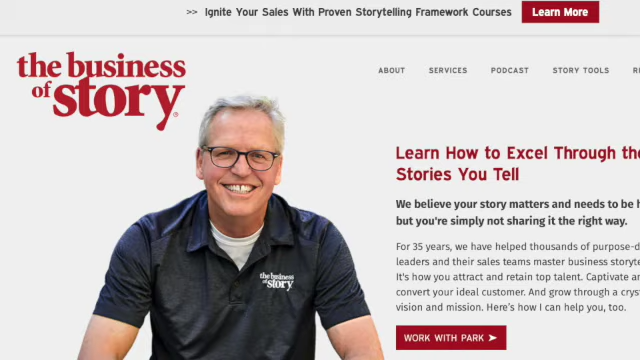 >> Ignite Your Sales With Proven Storytelling Framework Courses Learn More
the business
of story®
ABOUT SERVICES PODCAST STORY TOOLS
Learn How to Excel Through the
Stories You Tell
We believe your story matters and needs to be
but you're simply not sharing it the right way.
For 35 years, we have helped thousands of
leaders and their sales teams master business
It's how you attract and retain top talent. Captivate
convert your ideal customer. And grow through a
vision and mission. Here's how I can help you, too.
WORK WITH PARK ➤
the business
of story